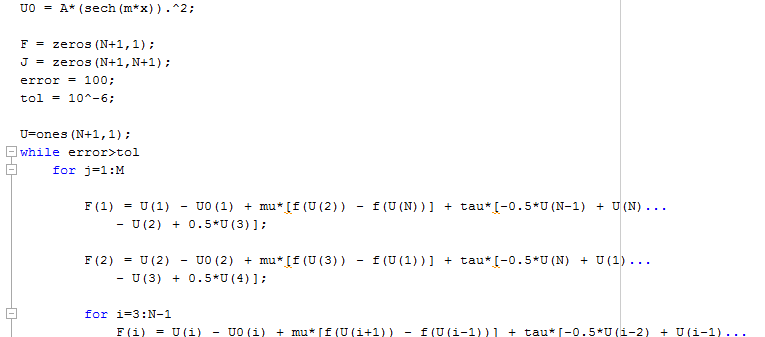 U0 = A*(sech(m*x)).^2;
F = zeros(N+1,1);
J = zeros(N+1,N+1);
error = 100;
tol = 10^-6;
U=ones(N+1,1);
while error>tol
for j=1:M
F(1) = U(1) - U0(1) + mu*[f(U(2)) - f(U(N))] + tau*[-0.5*U(N-1) + U(N)...
- U(2) + 0.5*U(3)];
F(2) = U(2) - U0(2) + mu*[f(U(3)) - f(U(1))] + tau*[-0.5*U(N) + U(1)...
- U(3) + 0.5*U(4)];
for i=3:N-1
F(i) = U(i) - U0(i) + mu*[f(U(i+1)) - f(U(i-1))] + tau*[-0.5*U(i-2) + U(i-1)...